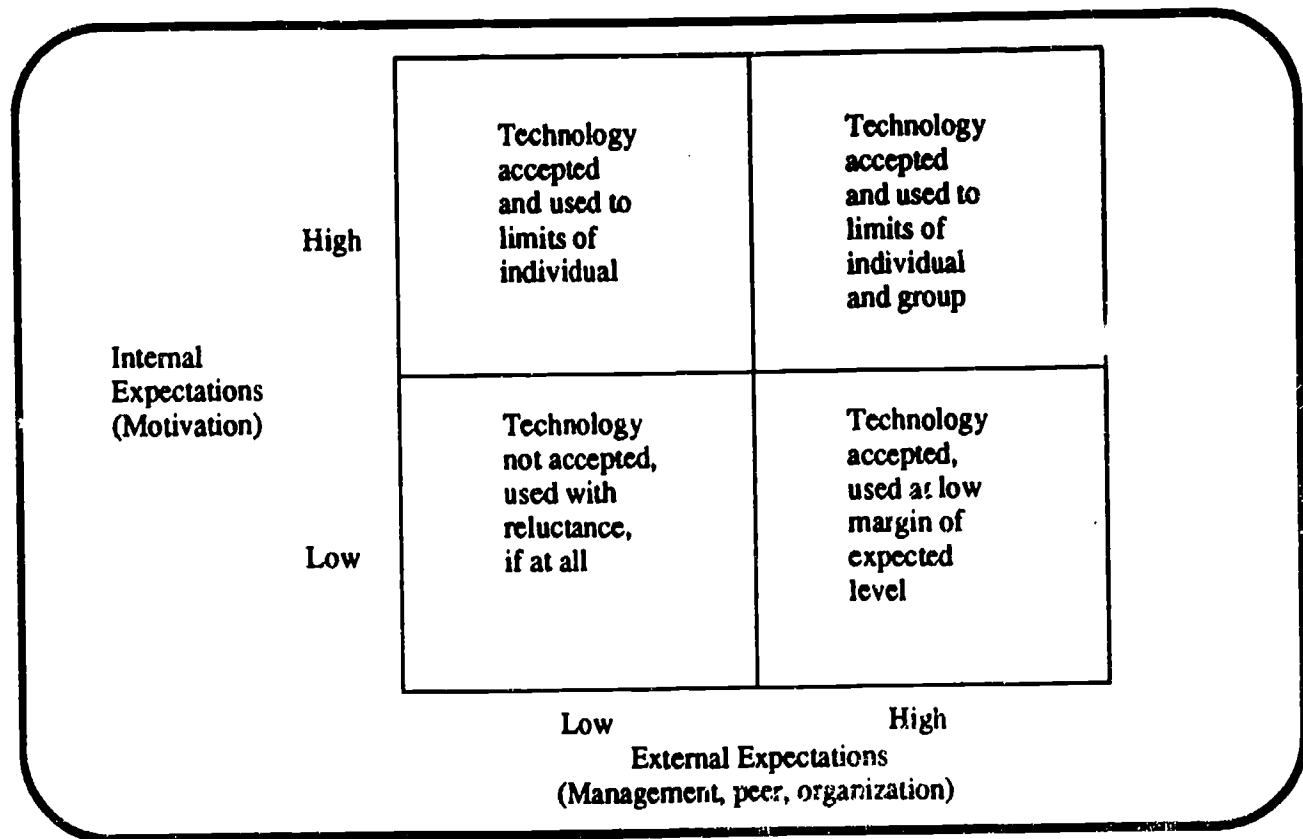 Technology
accepted
and used to
limits of
individual
Technology
accepted
and used to
limits of
individual
and group
High
Internal
Expectations
(Motivation)
Technology
not accepted,
used with
reluctance,
if at all
Technology
accepted,
used at low
margin of
expected
level
Low
Low
High
External Expectations
(Management, peer, organization)